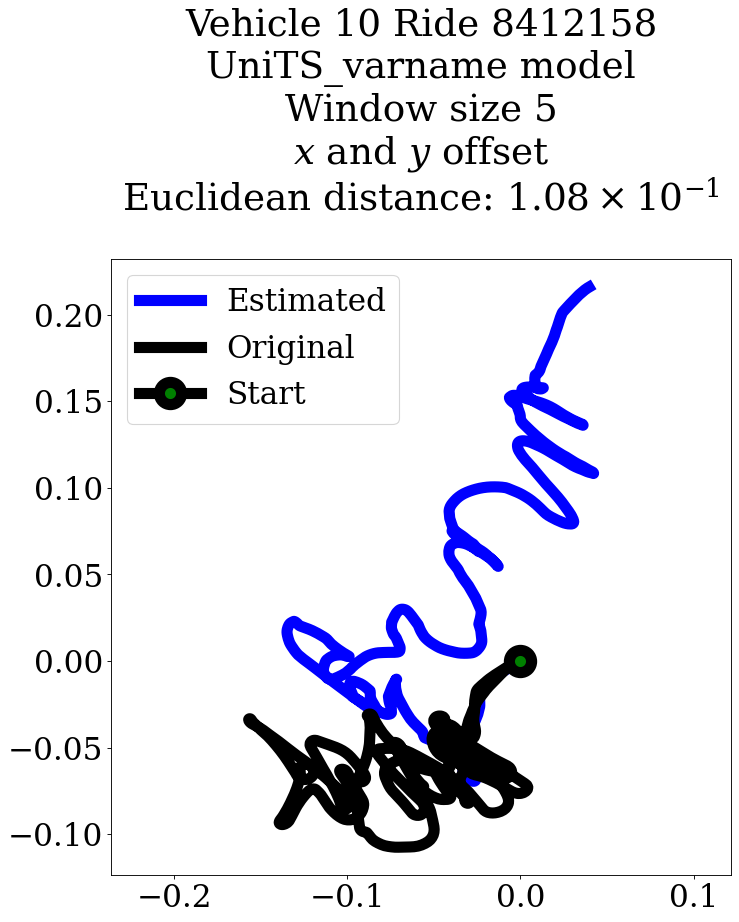 Vehicle 10 Ride 8412158
UniTS_varname model
Window size 5
x and y offset
Euclidean distance: 1.08 × 10⁻¹
Estimated
Original
Start
0.20
0.15
0.10
0.05
0.00
−0.05
−0.10
−0.2
−0.1
0.0
0.1